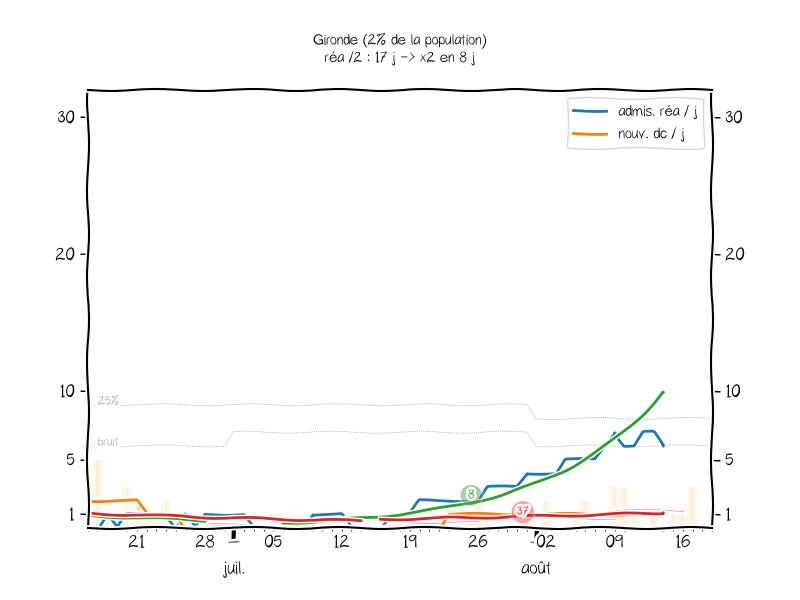 Gironde (2% de la population)
réa /2 : 17 j -> x2 en 8 j
30
30
admis. réa / j
nouv. dc / j
20
20
10
10
25%
bruit
5
5
8
37
1
1
21 28 05 12 19 26 02 09 16
juil. août